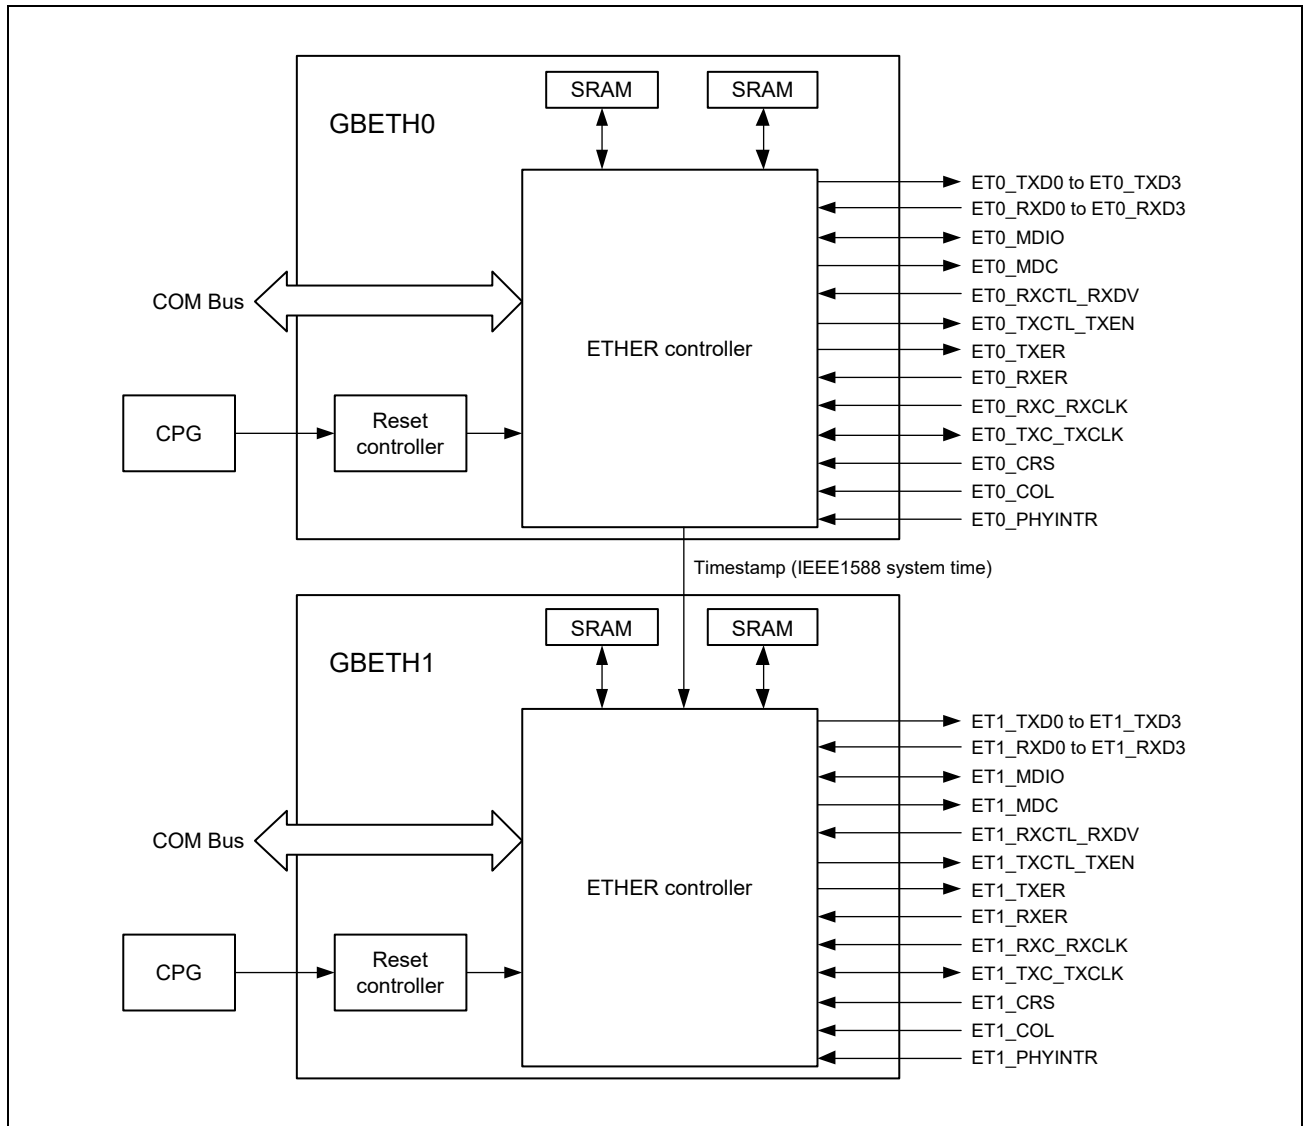 SRAM
SRAM
GBETH0
ET0_TXD0 to ET0_TXD3
ET0_RXD0 to ET0_RXD3
ET0_MDIO
ET0_MDC
ET0_RXCTL_RXDV
COM Bus
ET0_TXCTL_TXEN
ETHER controller
ET0_TXER
ET0_RXER
ET0_RXC_RXCLK
CPG
Reset
controller
ET0_TXC_TXCLK
ET0_CRS
ET0_COL
ET0_PHYINTR
Timestamp (IEEE1588 system time)
SRAM
SRAM
GBETH1
ET1_TXD0 to ET1_TXD3
ET1_RXD0 to ET1_RXD3
ET1_MDIO
ET1_MDC
ET1_RXCTL_RXDV
COM Bus
ET1_TXCTL_TXEN
ETHER controller
ET1_TXER
ET1_RXER
ET1_RXC_RXCLK
CPG
Reset
controller
ET1_TXC_TXCLK
ET1_CRS
ET1_COL
ET1_PHYINTR